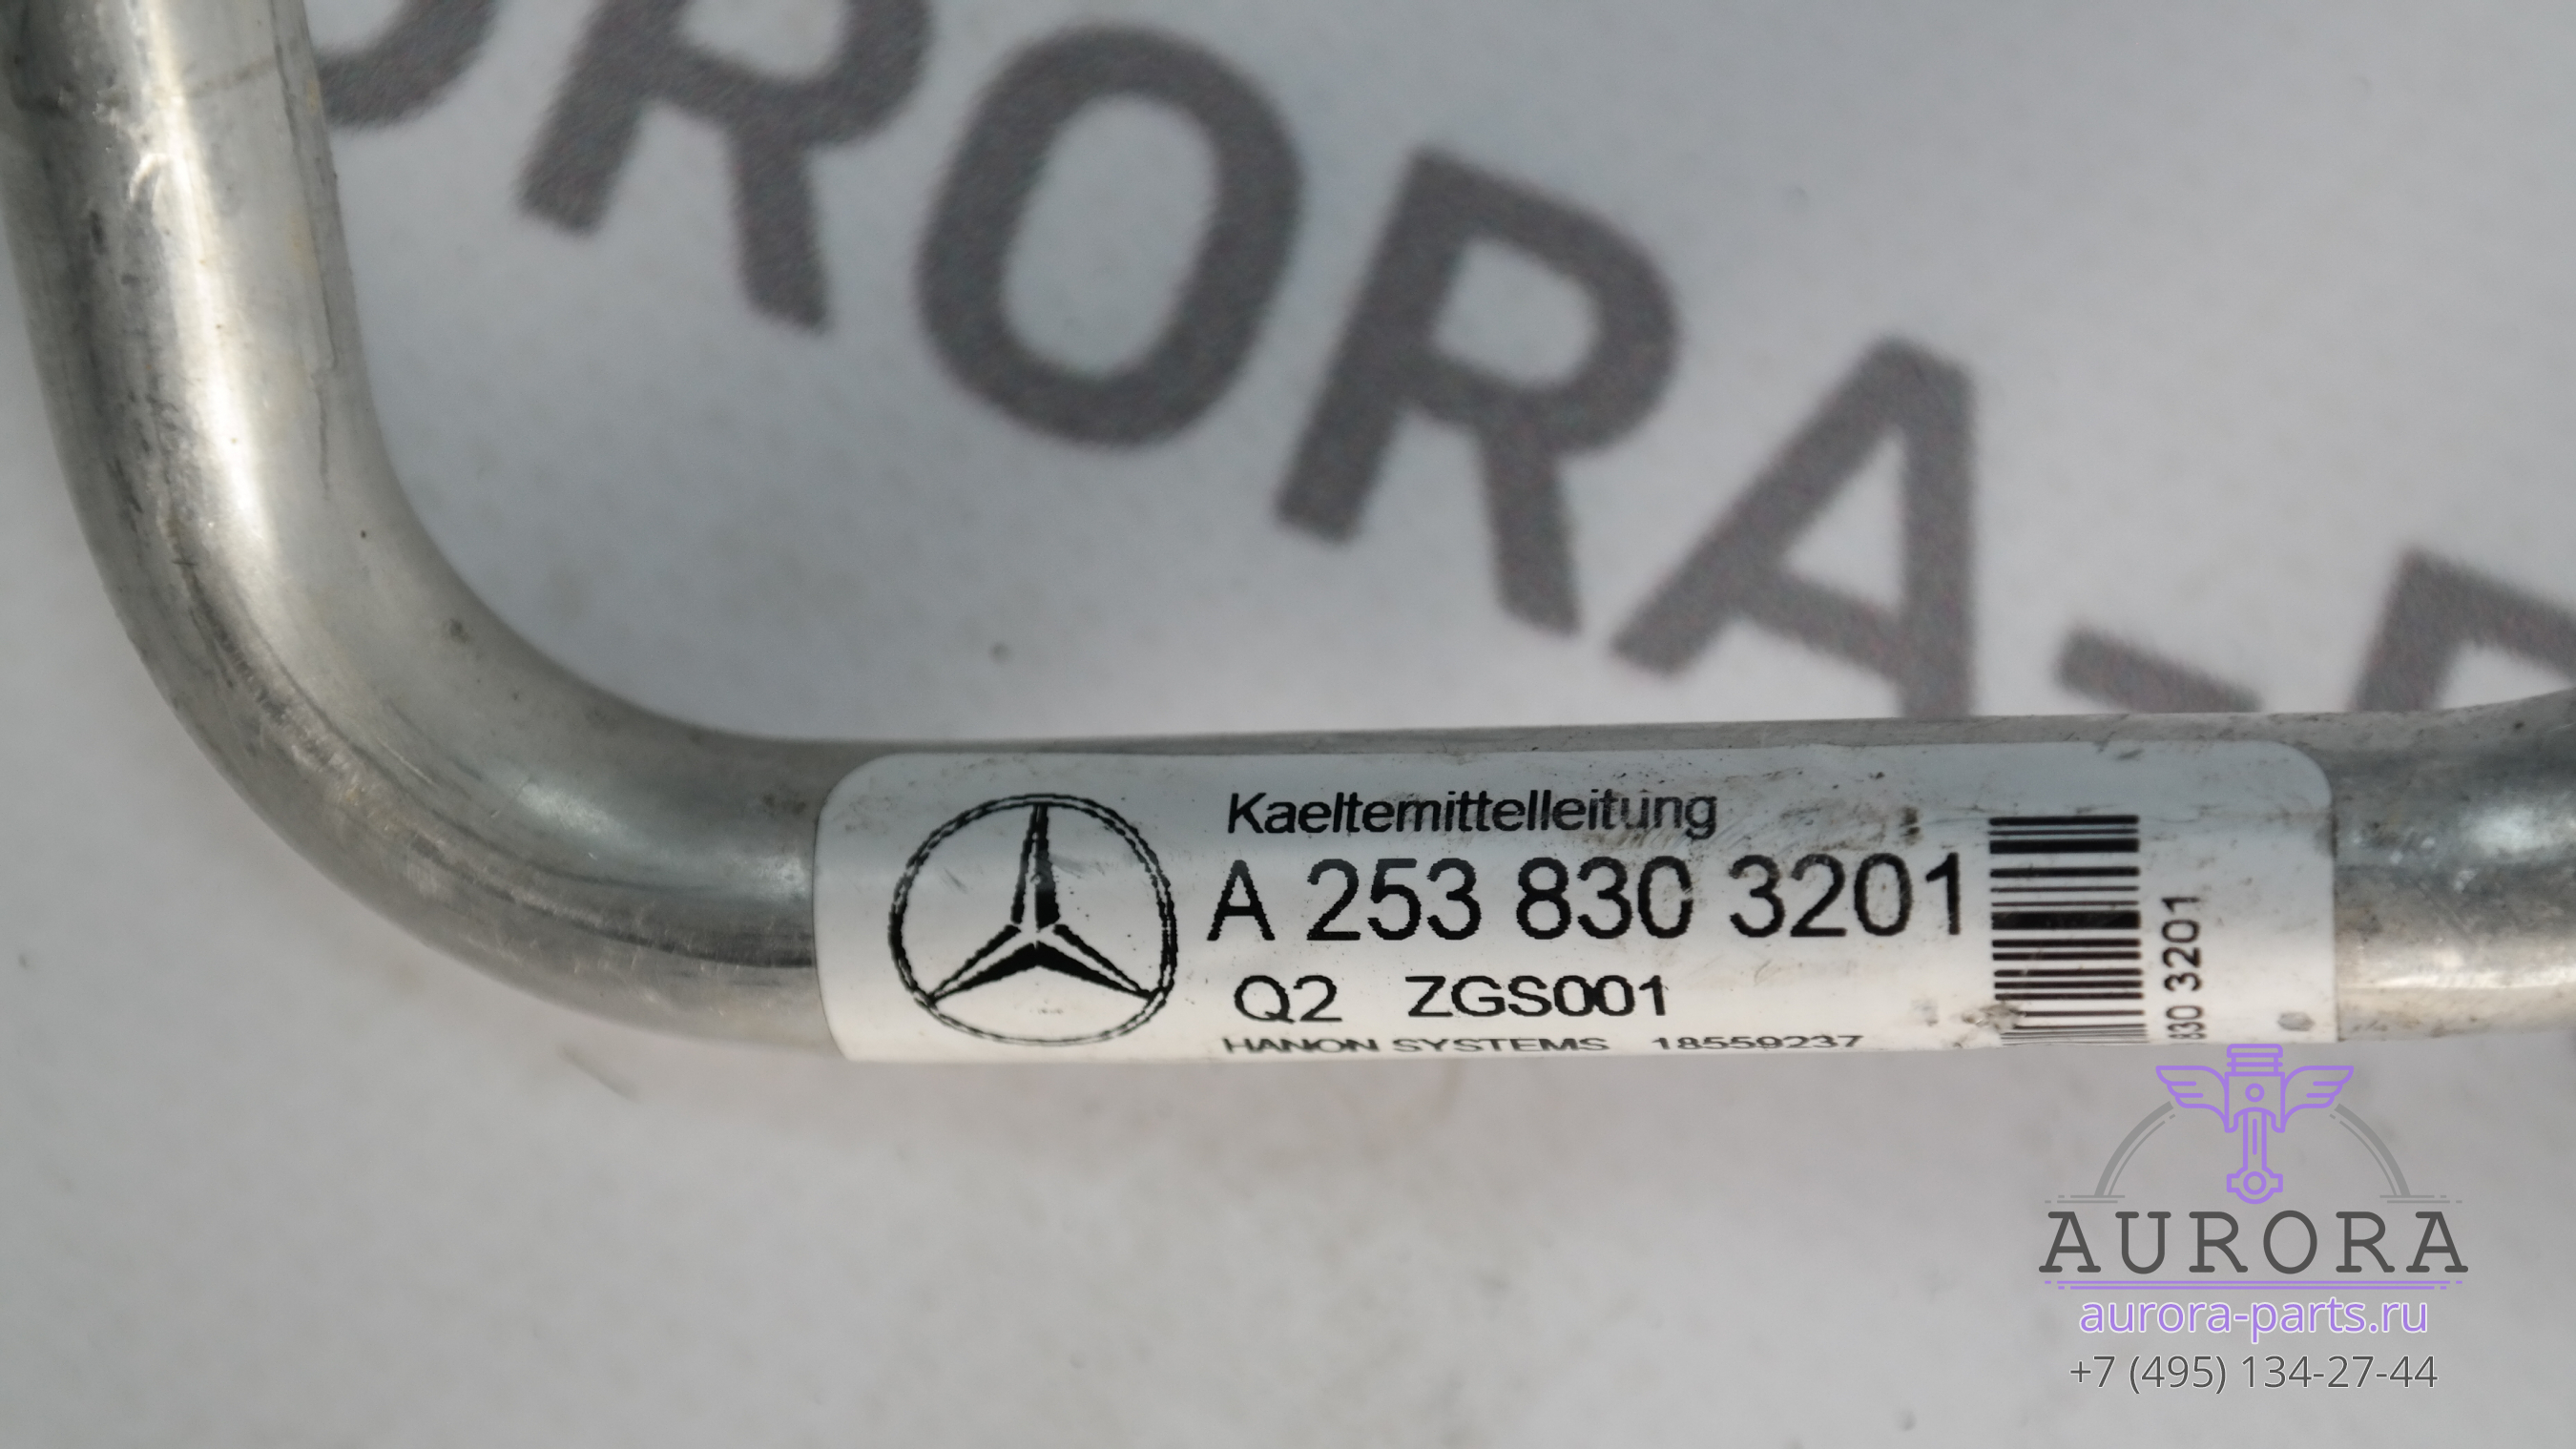 RORA-
Kaeltemittelleitung
A 253 830 3201
Q2 ZGS001
HANON SYSTEMS 18559237
830 3201
AURORA
aurora-parts.ru
+7 (495) 134-27-44